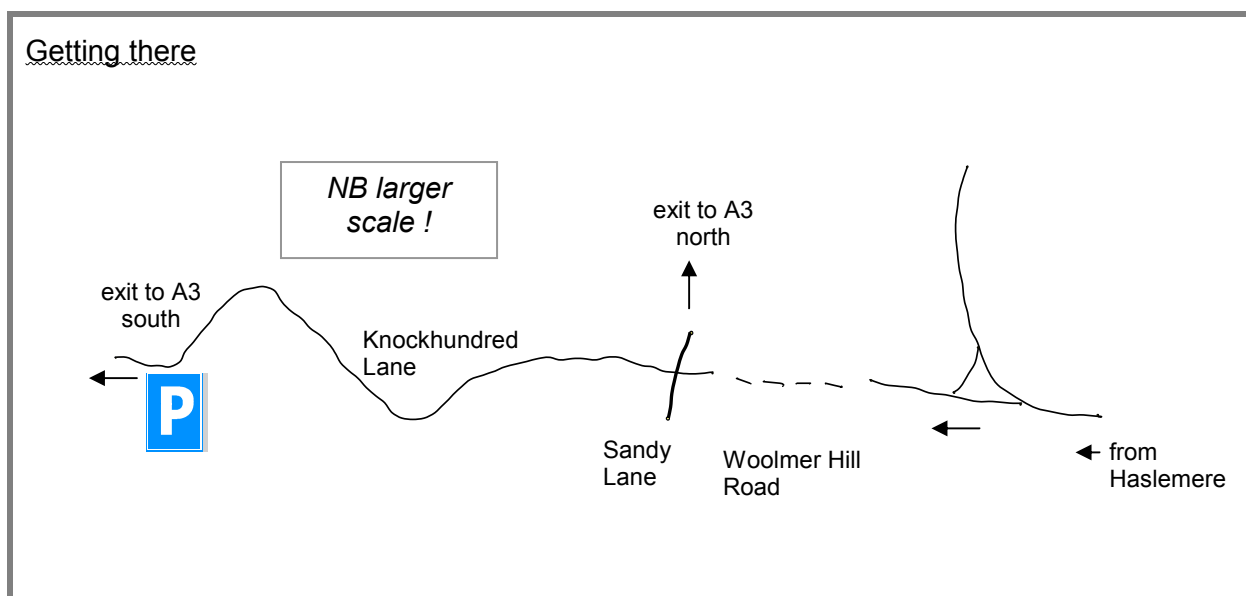 Getting there
NB larger
scale !
exit to A3
north
exit to A3
south
Knockhundred
Lane
P
Sandy
Lane
Woolmer Hill
Road
from
Haslemere